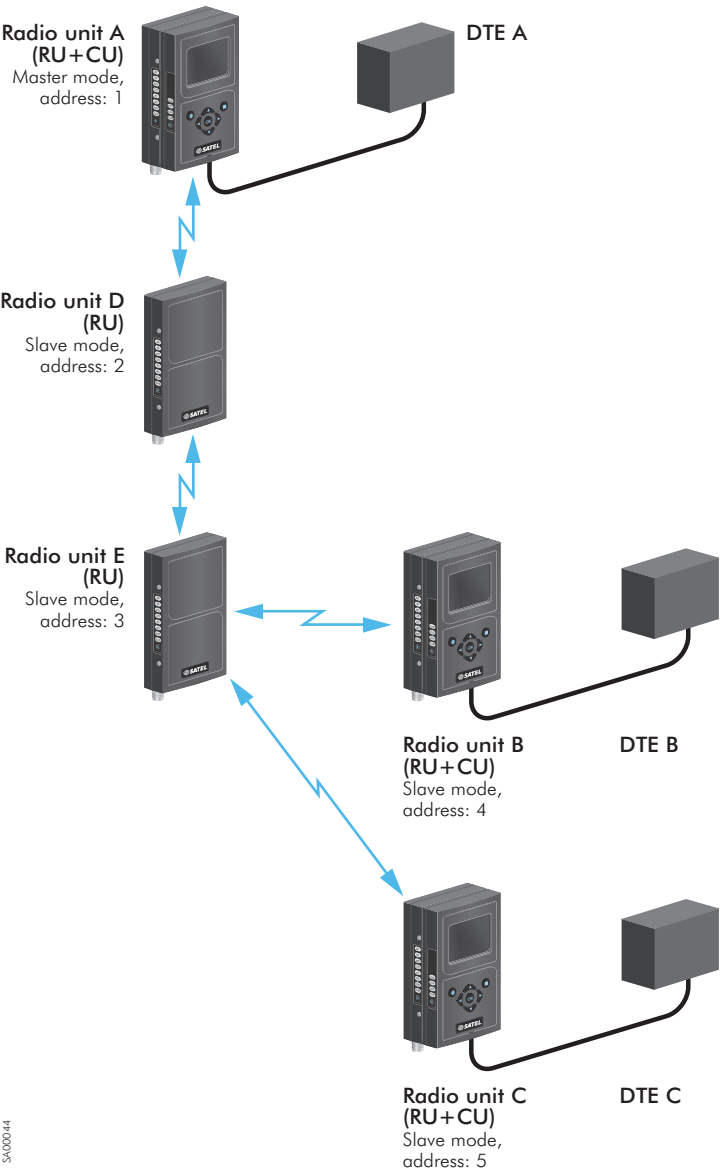 Radio unit A
(RU+CU)
Master mode,
address: 1
DTE A
SATEL
Radio unit D
(RU)
Slave mode,
address: 2
SATEL
Radio unit E
(RU)
Slave mode,
address: 3
SATEL
SATEL
Radio unit B
(RU+CU)
Slave mode,
address: 4
DTE B
SATEL
Radio unit C
(RU+CU)
Slave mode,
address: 5
DTE C
SA00044